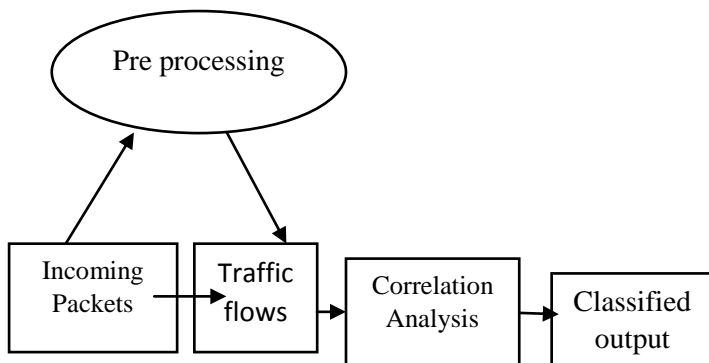 Pre processing
Incoming
Packets
Traffic
flows
Correlation
Analysis
Classified
output